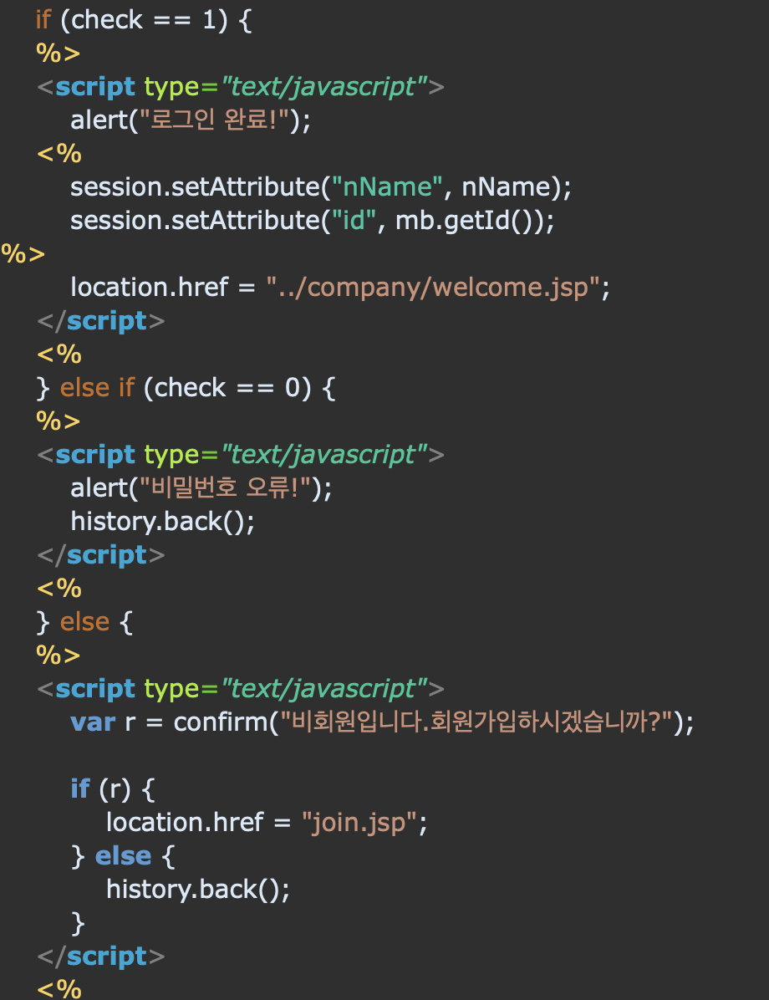 if (check == 1) {
%>
<script type="text/javascript">
alert("로그인 완료!");
<%
session.setAttribute("nName", nName);
session.setAttribute("id", mb.getId());
%>
location.href = "../company/welcome.jsp";
</script>
<%
} else if (check == 0) {
%>
<script type="text/javascript">
alert("비밀번호 오류!");
history.back();
</script>
<%
} else {
%>
<script type="text/javascript">
var r = confirm("비회원입니다.회원가입하시겠습니까?");
if (r) {
location.href = "join.jsp";
} else {
history.back();
}
</script>
<%